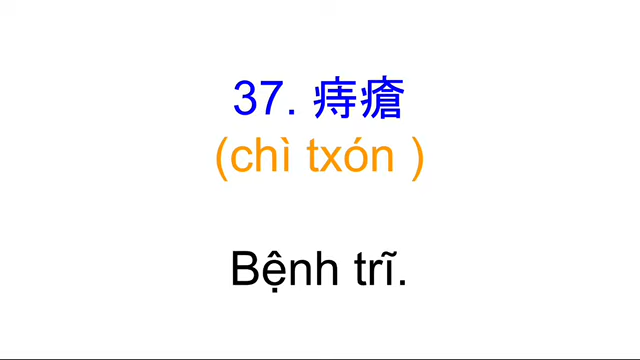 37. 痔瘡
(chì txón )
Bệnh trĩ.